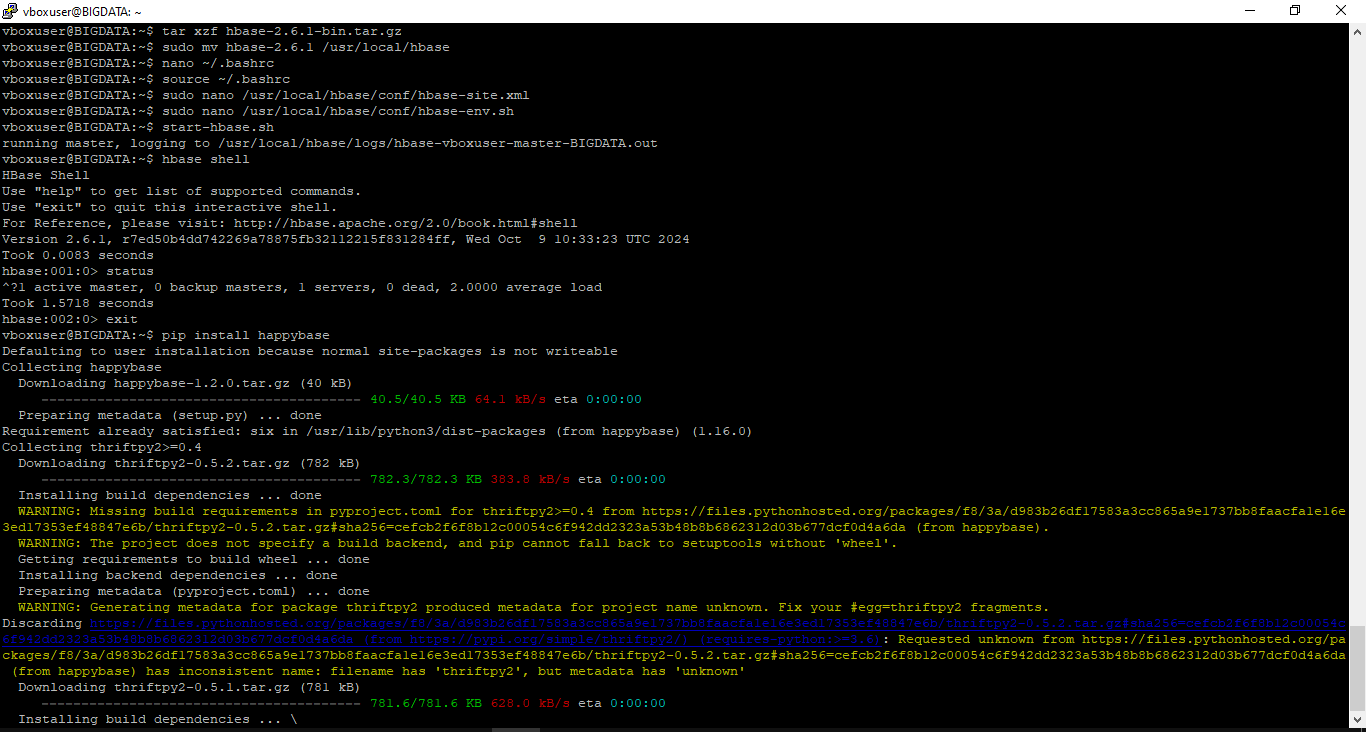 vboxuser@BIGDATA: ~
vboxuser@BIGDATA:~$ tar xzf hbase-2.6.1-bin.tar.gz
vboxuser@BIGDATA:~$ sudo mv hbase-2.6.1 /usr/local/hbase
vboxuser@BIGDATA:~$ nano ~/.bashrc
vboxuser@BIGDATA:~$ source ~/.bashrc
vboxuser@BIGDATA:~$ sudo nano /usr/local/hbase/conf/hbase-site.xml
vboxuser@BIGDATA:~$ sudo nano /usr/local/hbase/conf/hbase-env.sh
vboxuser@BIGDATA:~$ start-hbase.sh
running master, logging to /usr/local/hbase/logs/hbase-vboxuser-master-BIGDATA.out
vboxuser@BIGDATA:~$ hbase shell
HBase Shell
Use "help" to get list of supported commands.
Use "exit" to quit this interactive shell.
For Reference, please visit: http://hbase.apache.org/2.0/book.html#shell
Version 2.6.1, r7ed50b4dd742269a78875fb32112215f831284ff, Wed Oct  9 10:33:23 UTC 2024
Took 0.0083 seconds
hbase:001:0> status
^?1 active master, 0 backup masters, 1 servers, 0 dead, 2.0000 average load
Took 1.5718 seconds
hbase:002:0> exit
vboxuser@BIGDATA:~$ pip install happybase
Defaulting to user installation because normal site-packages is not writeable
Collecting happybase
  Downloading happybase-1.2.0.tar.gz (40 kB)
     ---------------------------------------- 40.5/40.5 KB 64.1 kB/s eta 0:00:00
  Preparing metadata (setup.py) ... done
Requirement already satisfied: six in /usr/lib/python3/dist-packages (from happybase) (1.16.0)
Collecting thriftpy2>=0.4
  Downloading thriftpy2-0.5.2.tar.gz (782 kB)
     ---------------------------------------- 782.3/782.3 KB 383.8 kB/s eta 0:00:00
  Installing build dependencies ... done
  WARNING: Missing build requirements in pyproject.toml for thriftpy2>=0.4 from https://files.pythonhosted.org/packages/f8/3a/d983b26df17583a3cc865a9e1737bb8faacfa1e16e
3ed17353ef48847e6b/thriftpy2-0.5.2.tar.gz#sha256=cefcb2f6f8b12c00054c6f942dd2323a53b48b8b6862312d03b677dcf0d4a6da (from happybase).
  WARNING: The project does not specify a build backend, and pip cannot fall back to setuptools without 'wheel'.
  Getting requirements to build wheel ... done
  Installing backend dependencies ... done
  Preparing metadata (pyproject.toml) ... done
  WARNING: Generating metadata for package thriftpy2 produced metadata for project name unknown. Fix your #egg=thriftpy2 fragments.
Discarding https://files.pythonhosted.org/packages/f8/3a/d983b26df17583a3cc865a9e1737bb8faacfa1e16e3ed17353ef48847e6b/thriftpy2-0.5.2.tar.gz#sha256=cefcb2f6f8b12c00054c
6f942dd2323a53b48b8b6862312d03b677dcf0d4a6da (from https://pypi.org/simple/thriftpy2/) (requires-python:>=3.6): Requested unknown from https://files.pythonhosted.org/pa
ckages/f8/3a/d983b26df17583a3cc865a9e1737bb8faacfa1e16e3ed17353ef48847e6b/thriftpy2-0.5.2.tar.gz#sha256=cefcb2f6f8b12c00054c6f942dd2323a53b48b8b6862312d03b677dcf0d4a6da
 (from happybase) has inconsistent name: filename has 'thriftpy2', but metadata has 'unknown'
  Downloading thriftpy2-0.5.1.tar.gz (781 kB)
     ---------------------------------------- 781.6/781.6 KB 628.0 kB/s eta 0:00:00
  Installing build dependencies ... \